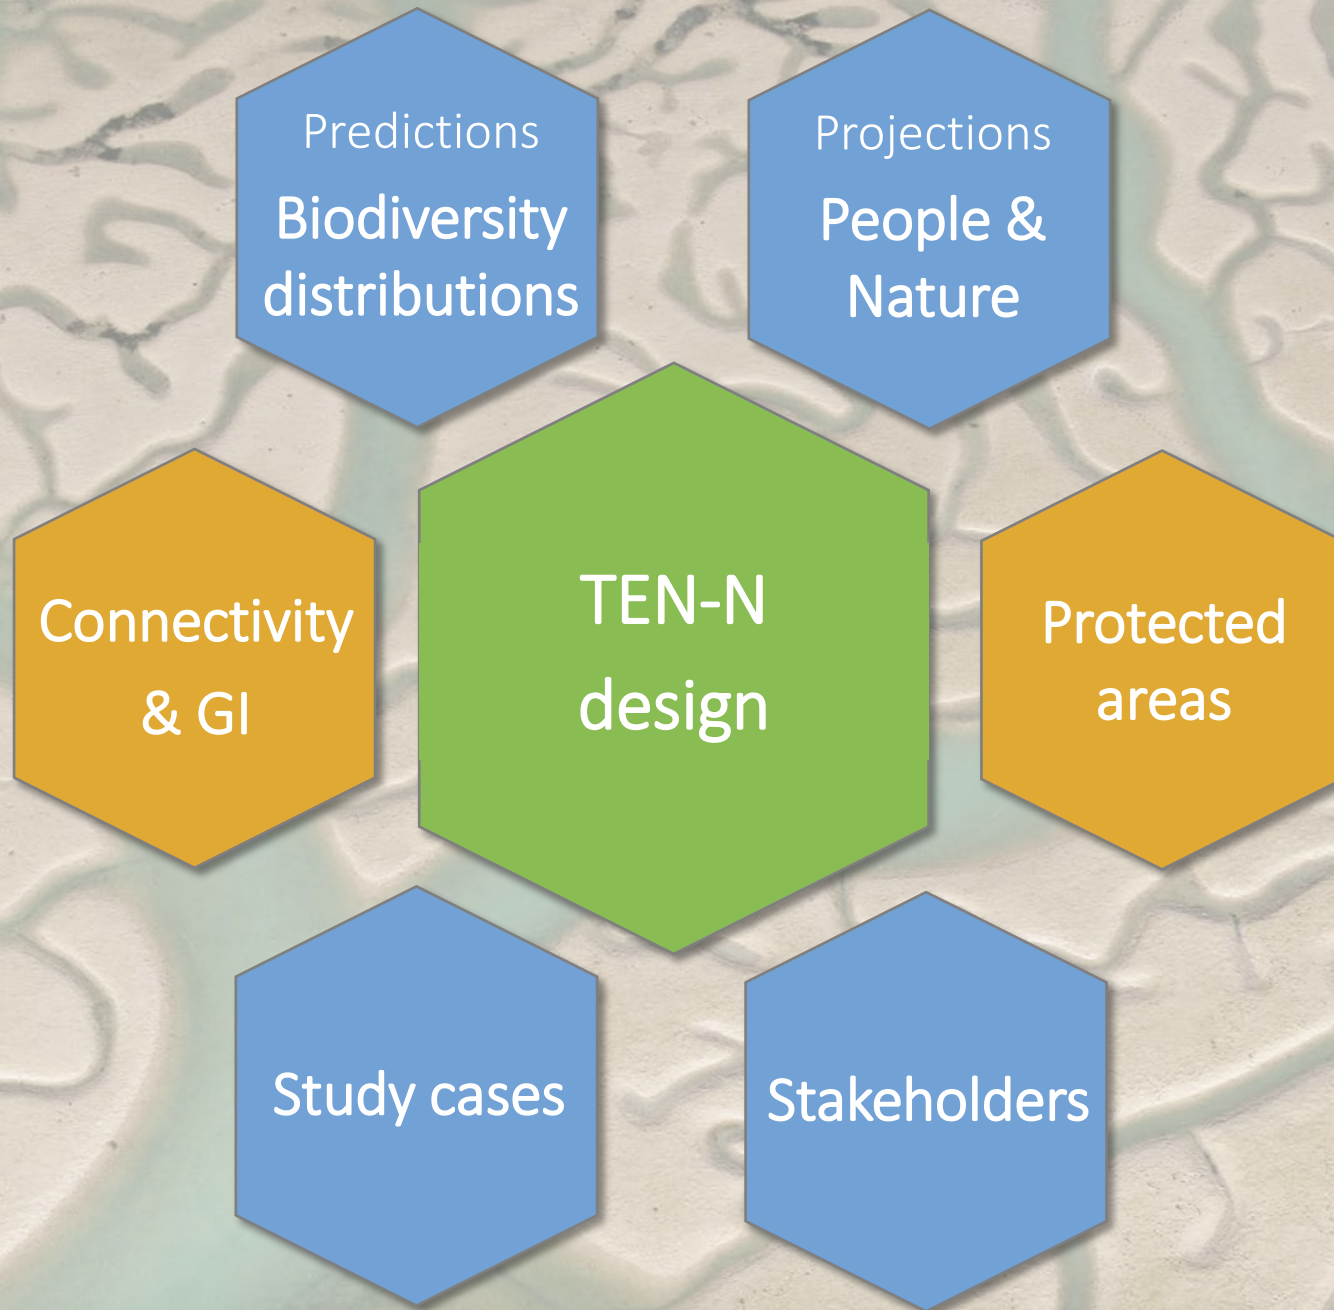 Predictions
Biodiversity
distributions
Projections
People &
Nature
Connectivity
& GI
TEN-N
design
Protected
areas
Study cases
Stakeholders